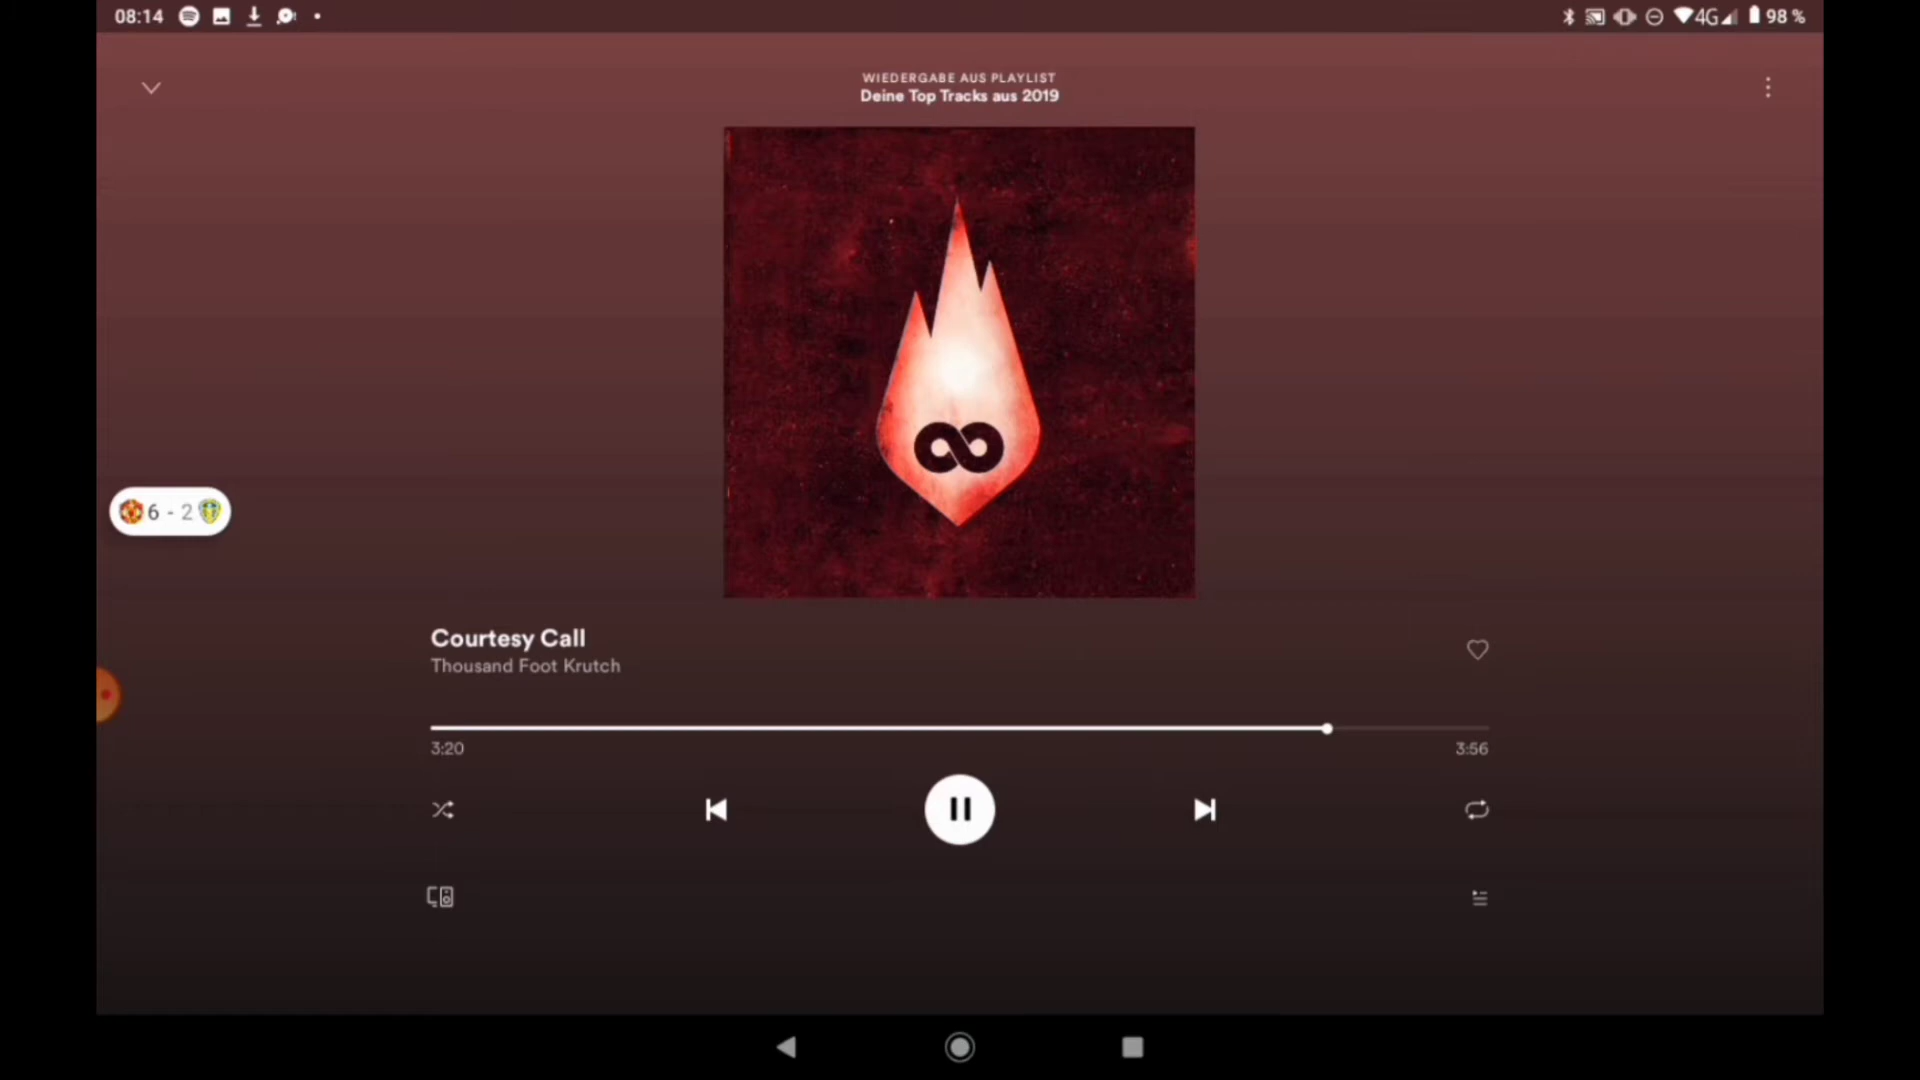 08:14
4G 98 %
WIEDERGABE AUS PLAYLIST
Deine Top Tracks aus 2019
6 - 2
Courtesy Call
Thousand Foot Krutch
3:20
3:56